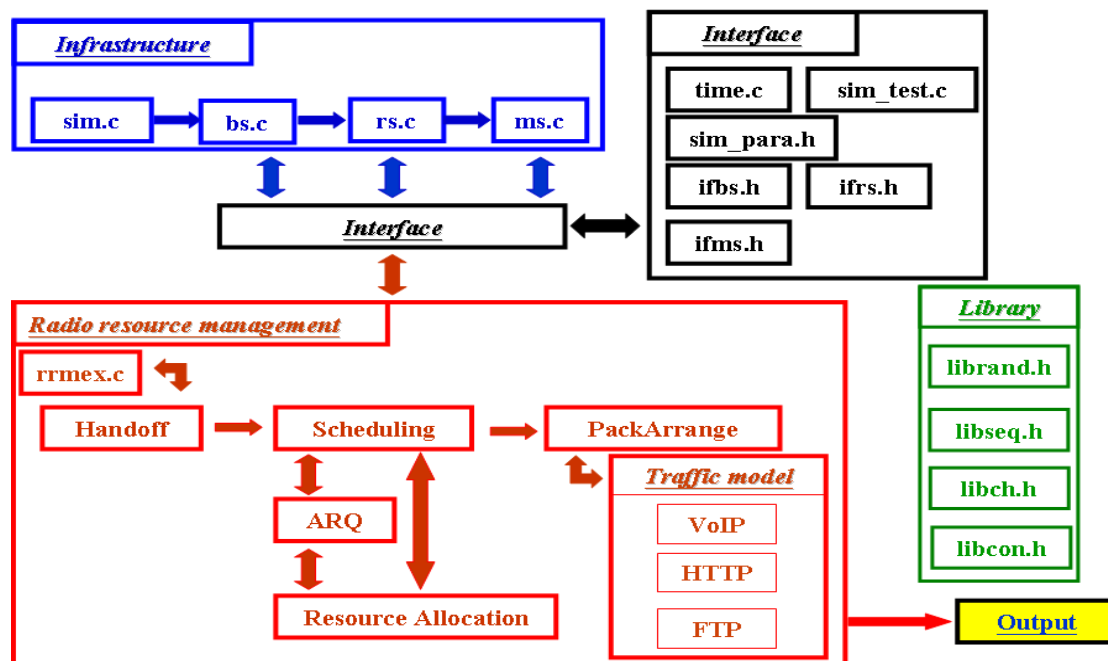 Infrastructure
sim.c
bs.c
rs.c
ms.c
Interface
time.c
sim_test.c
sim_para.h
ifbs.h
ifrs.h
ifms.h
Interface
Radio resource management
rrmex.c
Handoff
Scheduling
PackArrange
ARQ
Resource Allocation
Traffic model
VoIP
HTTP
FTP
Library
librand.h
libseq.h
libch.h
libcon.h
Output